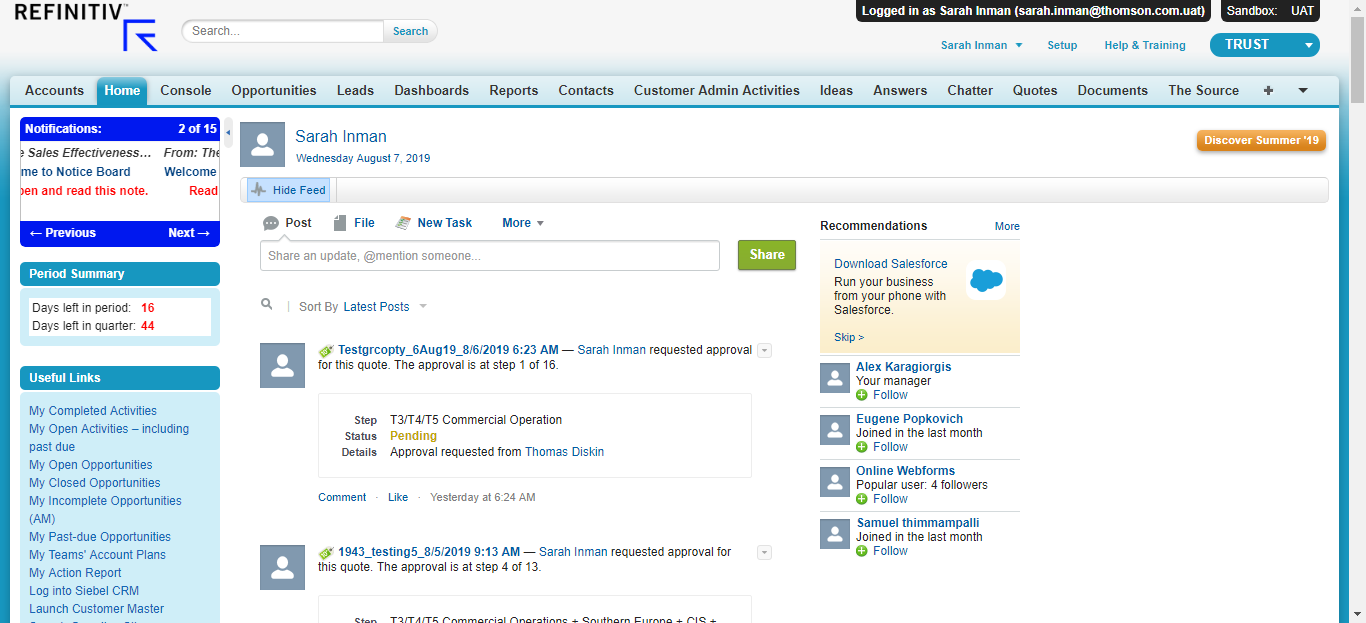 REFINITIV
Search...
Search
Logged in as Sarah Inman (sarah.inman@thomson.com.uat)
Sandbox: UAT
Sarah Inman
Setup
Help & Training
TRUST
Accounts
Home
Console
Opportunities
Leads
Dashboards
Reports
Contacts
Customer Admin Activities
Ideas
Answers
Chatter
Quotes
Documents
The Source
+
Notifications: 2 of 15
e Sales Effectiveness... From: The
me to Notice Board Welcome
pen and read this note. Read
← Previous Next →
Period Summary
Days left in period: 16
Days left in quarter: 44
Useful Links
My Completed Activities
My Open Activities – including
past due
My Open Opportunities
My Closed Opportunities
My Incomplete Opportunities
(AM)
My Past-due Opportunities
My Teams' Account Plans
My Action Report
Log into Siebel CRM
Launch Customer Master
Sarah Inman
Wednesday August 7, 2019
Discover Summer '19
Hide Feed
Post
File
New Task
More
Share an update, @mention someone...
Share
| Sort By Latest Posts
Testgrcopty_6Aug19_8/6/2019 6:23 AM — Sarah Inman requested approval
for this quote. The approval is at step 1 of 16.
Step T3/T4/T5 Commercial Operation
Status Pending
Details Approval requested from Thomas Diskin
Comment · Like · Yesterday at 6:24 AM
1943_testing5_8/5/2019 9:13 AM — Sarah Inman requested approval for
this quote. The approval is at step 4 of 13.
Step T3/T4/T5 Commercial Operations + Southern Europe + CIS +
Recommendations
More
Download Salesforce
Run your business
from your phone with
Salesforce.
Skip >
Alex Karagiorgis
Your manager
Follow
Eugene Popkovich
Joined in the last month
Follow
Online Webforms
Popular user: 4 followers
Follow
Samuel thimmampalli
Joined in the last month
Follow